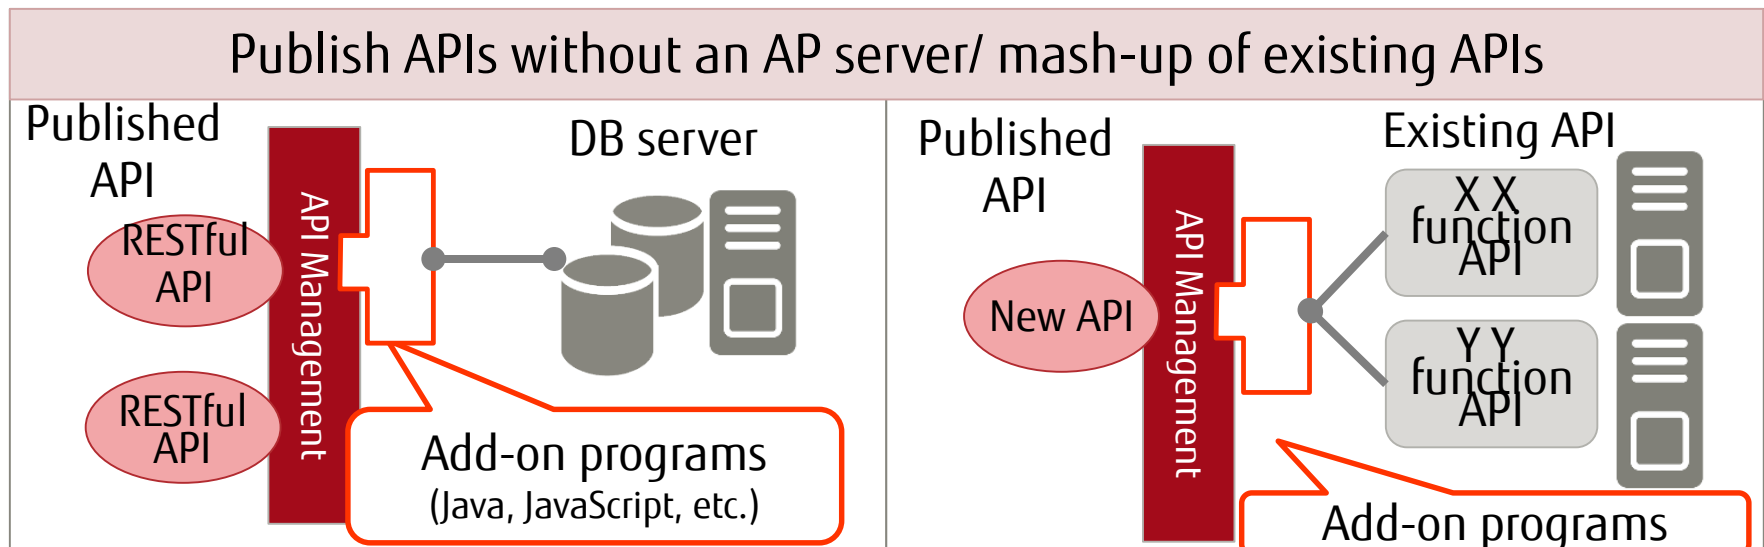 Publish APIs without an AP server/ mash-up of existing APIs
Published
API
DB server
RESTful
API
RESTful
API
API Management
Add-on programs
(Java, JavaScript, etc.)
Published
API
Existing API
New API
API Management
X X
function
API
Y Y
function
API
Add-on programs